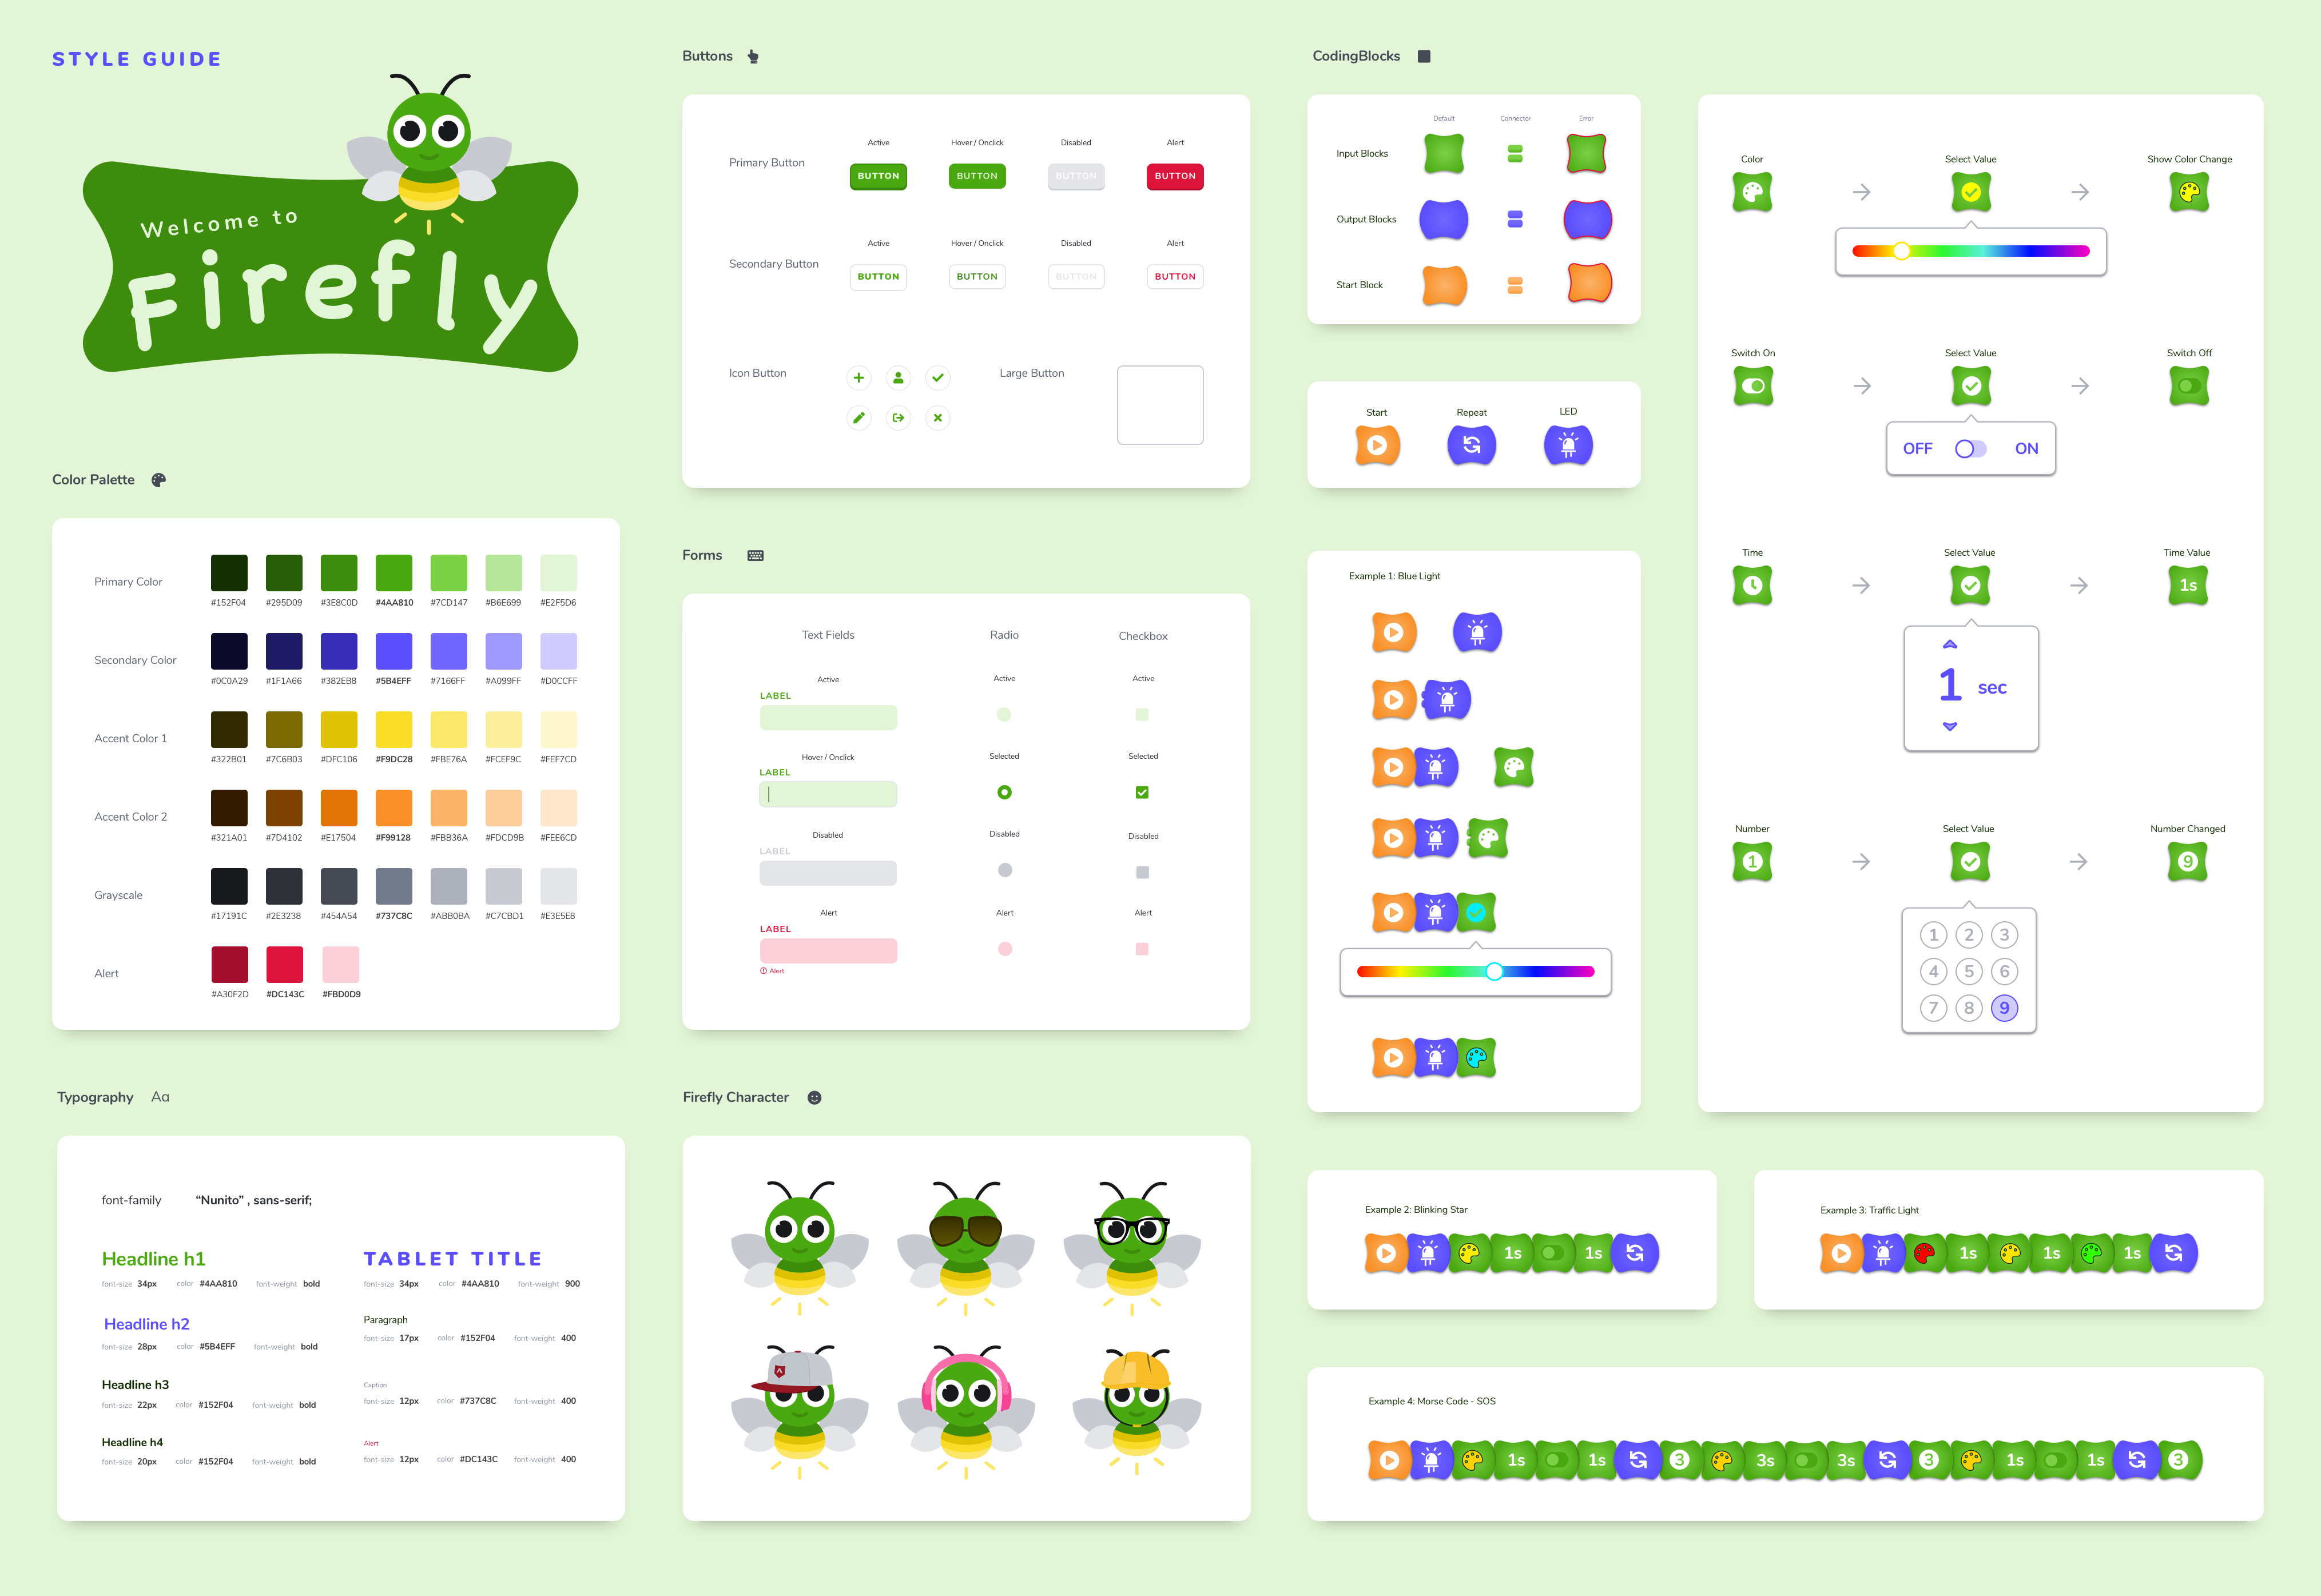 STYLE GUIDE
Welcome to
Firefly
Color Palette
Primary Color
#152F04 #295D09 #3E8C0D #4AA810 #7CD147 #B6E699 #E2F5D6
Secondary Color
#0C0A29 #1F1A66 #382EB8 #5B4EFF #7166FF #A099FF #D0CCFF
Accent Color 1
#322B01 #7C6B03 #DFC106 #F9DC28 #FBE76A #FCEF9C #FEF7CD
Accent Color 2
#321A01 #7D4102 #E17504 #F99128 #FBB36A #FDCD9B #FEE6CD
Grayscale
#17191C #2E3238 #454A54 #737C8C #ABB0BA #C7CBD1 #E3E5E8
Alert
#A30F2D #DC143C #FBD0D9
Typography Aa
font-family “Nunito” , sans-serif;
Headline h1
font-size 34px color #4AA810 font-weight bold
Headline h2
font-size 28px color #5B4EFF font-weight bold
Headline h3
font-size 22px color #152F04 font-weight bold
Headline h4
font-size 20px color #152F04 font-weight bold
TABLET TITLE
font-size 34px color #4AA810 font-weight 900
Paragraph
font-size 17px color #152F04 font-weight 400
Caption
font-size 12px color #737C8C font-weight 400
Alert
font-size 12px color #DC143C font-weight 400
Buttons
Active Hover / Onclick Disabled Alert
Primary Button
BUTTON BUTTON BUTTON BUTTON
Active Hover / Onclick Disabled Alert
Secondary Button
BUTTON BUTTON BUTTON BUTTON
Icon Button
Large Button
Forms
Text Fields Radio Checkbox
Active Active Active
LABEL
Hover / Onclick Selected Selected
LABEL
Disabled Disabled Disabled
LABEL
Alert Alert Alert
LABEL
Alert
Firefly Character
CodingBlocks
Default Connector Error
Input Blocks
Output Blocks
Start Block
Start Repeat LED
Example 1: Blue Light
Color Select Value Show Color Change
Switch On Select Value Switch Off
OFF ON
Time Select Value Time Value
1s
1 sec
Number Select Value Number Changed
1 9
1 2 3
4 5 6
7 8 9
Example 2: Blinking Star
1s 1s
Example 3: Traffic Light
1s 1s 1s
Example 4: Morse Code - SOS
1s 1s 3 3s 3s 3 1s 1s 3